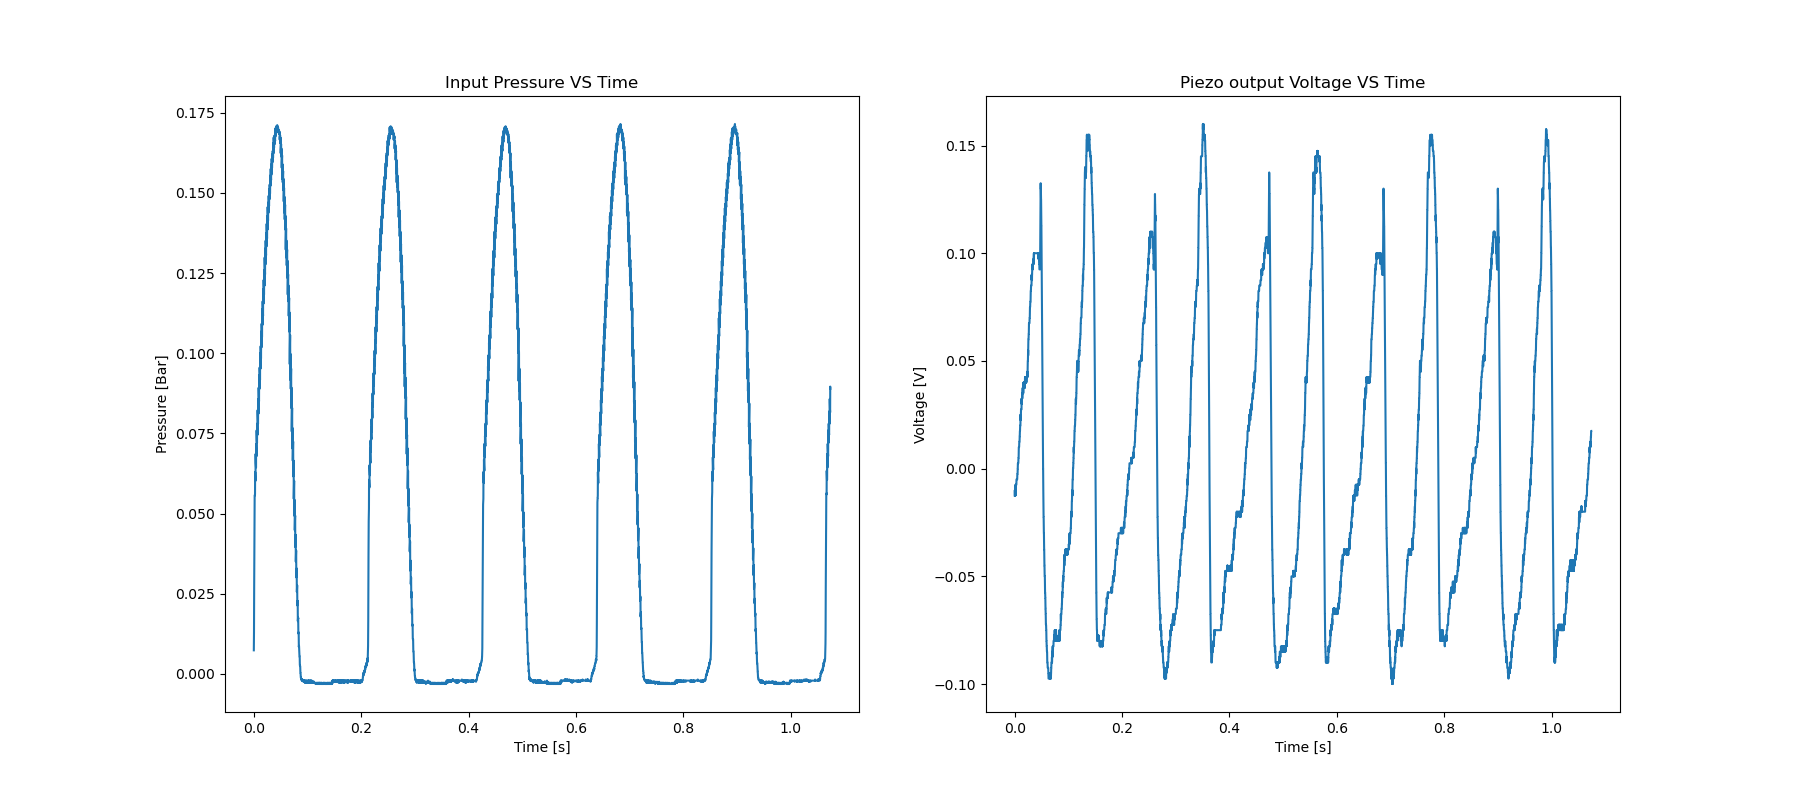 Input Pressure VS Time
Pressure [Bar]
0.175
0.150
0.125
0.100
0.075
0.050
0.025
0.000
0.0 0.2 0.4 0.6 0.8 1.0
Time [s]
Piezo output Voltage VS Time
Voltage [V]
0.15
0.10
0.05
0.00
−0.05
−0.10
0.0 0.2 0.4 0.6 0.8 1.0
Time [s]